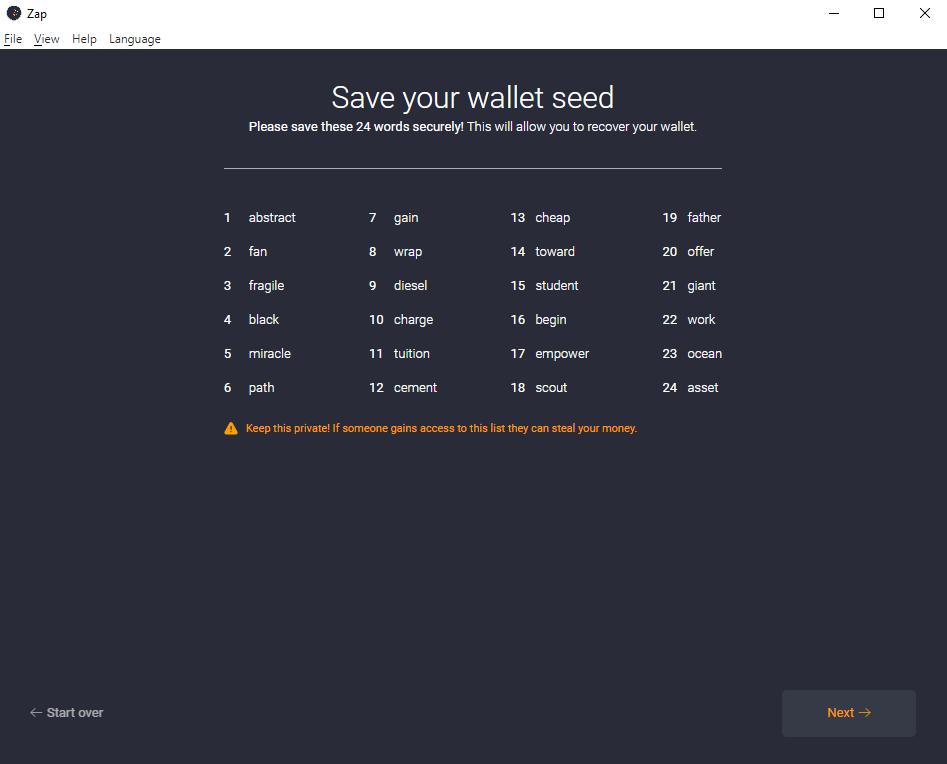 Zap
File View Help Language
Save your wallet seed
Please save these 24 words securely! This will allow you to recover your wallet.
1 abstract 7 gain 13 cheap 19 father
2 fan 8 wrap 14 toward 20 offer
3 fragile 9 diesel 15 student 21 giant
4 black 10 charge 16 begin 22 work
5 miracle 11 tuition 17 empower 23 ocean
6 path 12 cement 18 scout 24 asset
Keep this private! If someone gains access to this list they can steal your money.
← Start over Next →